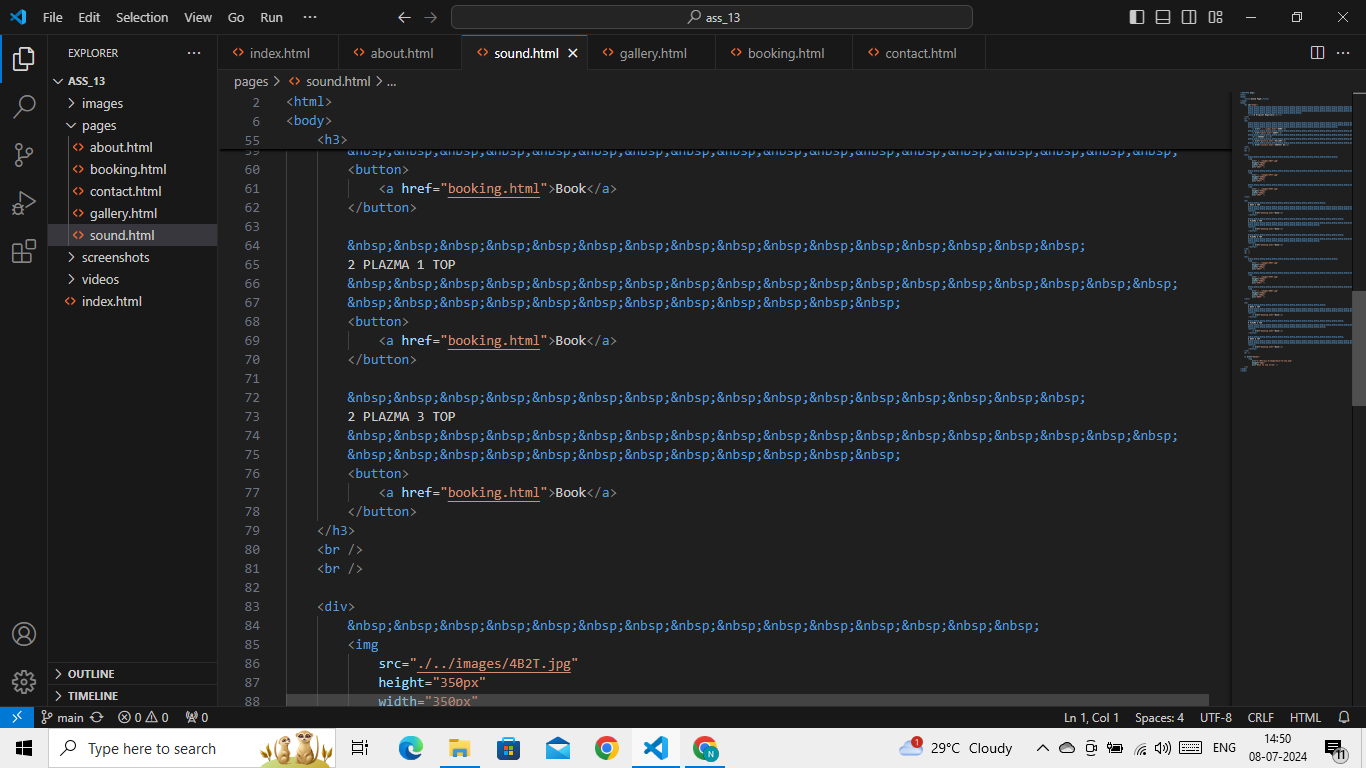 File Edit Selection View Go Run ··· ass_13
EXPLORER ···
ASS_13
images
pages
about.html
booking.html
contact.html
gallery.html
sound.html
screenshots
videos
index.html
OUTLINE
TIMELINE
index.html about.html sound.html gallery.html booking.html contact.html
pages > sound.html > ...
2 <html>
6 <body>
55 <h3>
59 &nbsp;&nbsp;&nbsp;&nbsp;&nbsp;&nbsp;&nbsp;&nbsp;&nbsp;&nbsp;&nbsp;&nbsp;&nbsp;&nbsp;&nbsp;&nbsp;&nbsp;&nbsp;
60 <button>
61 <a href="booking.html">Book</a>
62 </button>
63
64 &nbsp;&nbsp;&nbsp;&nbsp;&nbsp;&nbsp;&nbsp;&nbsp;&nbsp;&nbsp;&nbsp;&nbsp;&nbsp;&nbsp;&nbsp;&nbsp;
65 2 PLAZMA 1 TOP
66 &nbsp;&nbsp;&nbsp;&nbsp;&nbsp;&nbsp;&nbsp;&nbsp;&nbsp;&nbsp;&nbsp;&nbsp;&nbsp;&nbsp;&nbsp;&nbsp;&nbsp;&nbsp;
67 &nbsp;&nbsp;&nbsp;&nbsp;&nbsp;&nbsp;&nbsp;&nbsp;&nbsp;&nbsp;&nbsp;&nbsp;
68 <button>
69 <a href="booking.html">Book</a>
70 </button>
71
72 &nbsp;&nbsp;&nbsp;&nbsp;&nbsp;&nbsp;&nbsp;&nbsp;&nbsp;&nbsp;&nbsp;&nbsp;&nbsp;&nbsp;&nbsp;&nbsp;
73 2 PLAZMA 3 TOP
74 &nbsp;&nbsp;&nbsp;&nbsp;&nbsp;&nbsp;&nbsp;&nbsp;&nbsp;&nbsp;&nbsp;&nbsp;&nbsp;&nbsp;&nbsp;&nbsp;&nbsp;&nbsp;
75 &nbsp;&nbsp;&nbsp;&nbsp;&nbsp;&nbsp;&nbsp;&nbsp;&nbsp;&nbsp;&nbsp;&nbsp;
76 <button>
77 <a href="booking.html">Book</a>
78 </button>
79 </h3>
80 <br />
81 <br />
82
83 <div>
84 &nbsp;&nbsp;&nbsp;&nbsp;&nbsp;&nbsp;&nbsp;&nbsp;&nbsp;&nbsp;&nbsp;&nbsp;&nbsp;&nbsp;&nbsp;
85 <img
86 src="./../images/4B2T.jpg"
87 height="350px"
88 width="350px"
main 0 0 0 Ln 1, Col 1 Spaces: 4 UTF-8 CRLF HTML
Type here to search 1 29°C Cloudy ENG 14:50
08-07-2024 11
N